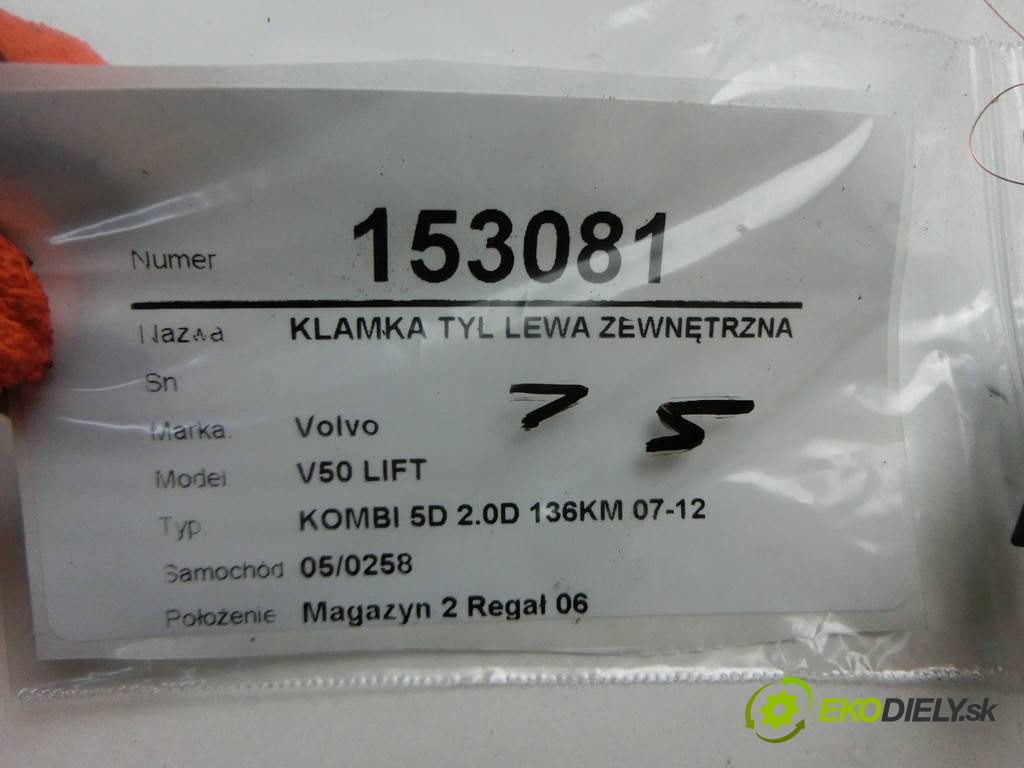 Numer 153081
Nazwa KLAMKA TYŁ LEWA ZEWNĘTRZNA
Sn
7 5
Marka. Volvo
Model V50 LIFT
Typ. KOMBI 5D 2.0D 136KM 07-12
Samochód 05/0258
Położenie Magazyn 2 Regał 06
EKODIELY.sk